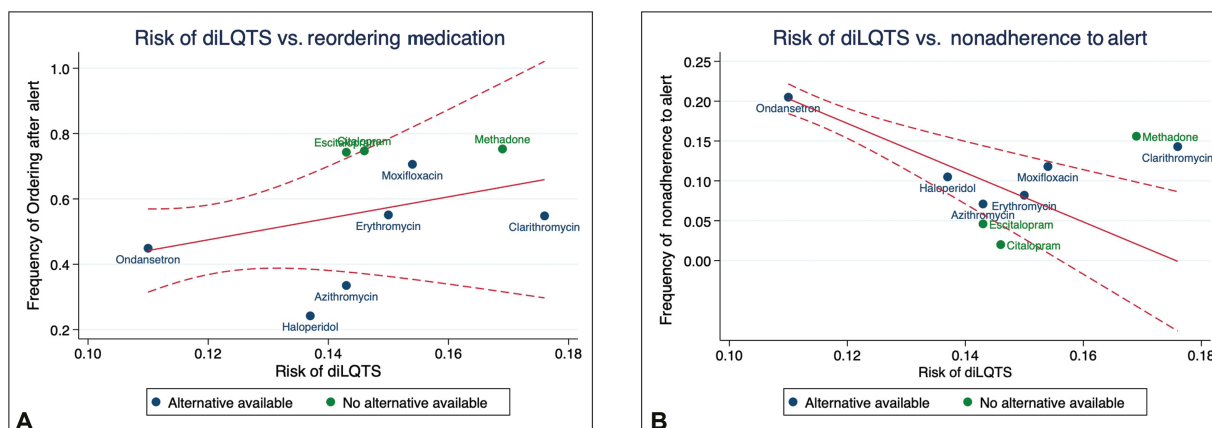 Risk of diLQTS vs. reordering medication
Frequency of Ordering after alert
1.0
0.8
0.6
0.4
0.2
Citalopram
Escitalopram
Methadone
Moxifloxacin
Erythromycin
Clarithromycin
Ondansetron
Azithromycin
Haloperidol
0.10
0.12
0.14
0.16
0.18
Risk of diLQTS
Alternative available
No alternative available
A
Risk of diLQTS vs. nonadherence to alert
Frequency of nonadherence to alert
0.25
0.20
0.15
0.10
0.05
0.00
Ondansetron
Methadone
Clarithromycin
Haloperidol
Moxifloxacin
Erythromycin
Azithromycin
Escitalopram
Citalopram
0.10
0.12
0.14
0.16
0.18
Risk of diLQTS
Alternative available
No alternative available
B